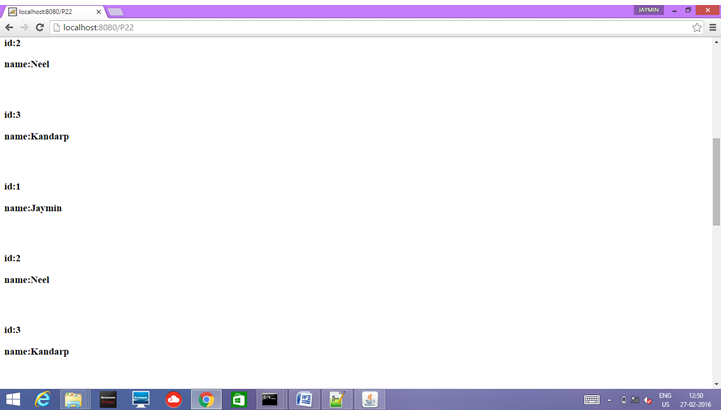 localhost:8080/P22
JAYMIN
localhost:8080/P22
id:2
name:Neel
id:3
name:Kandarp
id:1
name:Jaymin
id:2
name:Neel
id:3
name:Kandarp
ENG
US
12:50
27-02-2016